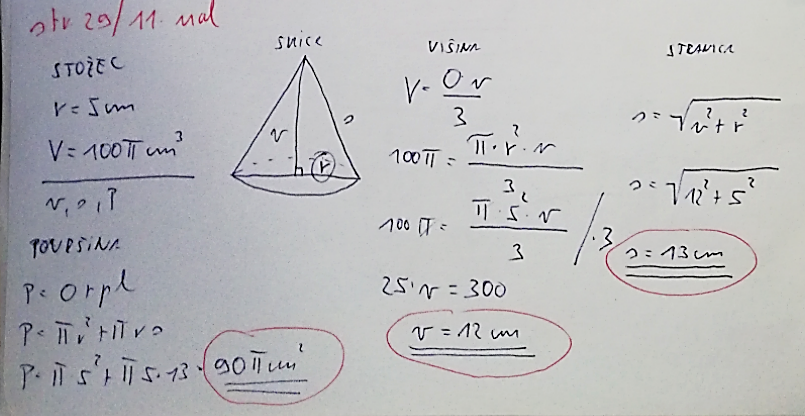 str 29/11. nal
STOŽEC
r = 5 cm
V = 100π cm³
v, s, P
SKICA
v
s
r
VIŠINA
V = O v / 3
100π = π · r² · v / 3
100π = π · 5² · v / 3 / · 3
25 · v = 300
v = 12 cm
STRANICA
s = √v² + r²
s = √12² + 5²
s = 13 cm
POVRŠINA
P = O + pl
P = πr² + πrs
P = π5² + π5 · 13 = 90π cm²